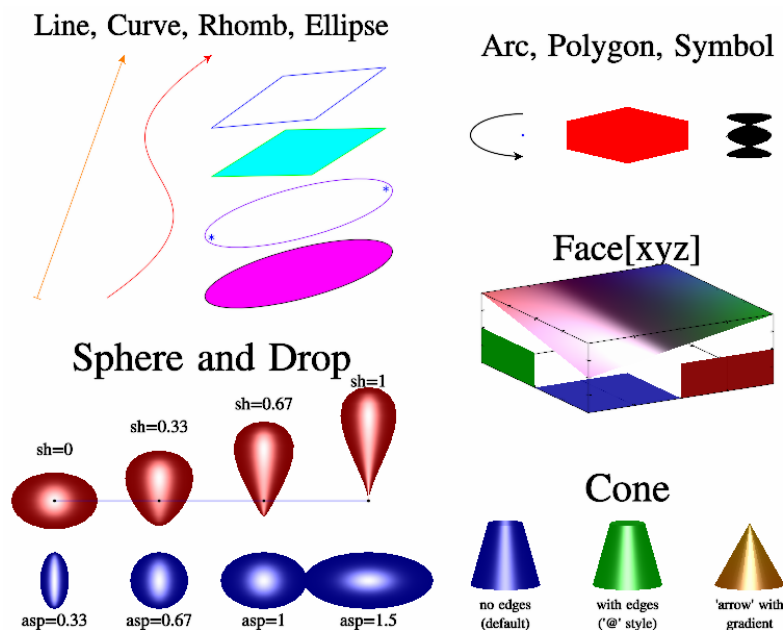 Line, Curve, Rhomb, Ellipse
Arc, Polygon, Symbol
Face[xyz]
Sphere and Drop
sh=0
sh=0.33
sh=0.67
sh=1
asp=0.33
asp=0.67
asp=1
asp=1.5
Cone
no edges
(default)
with edges
('@' style)
'arrow' with
gradient